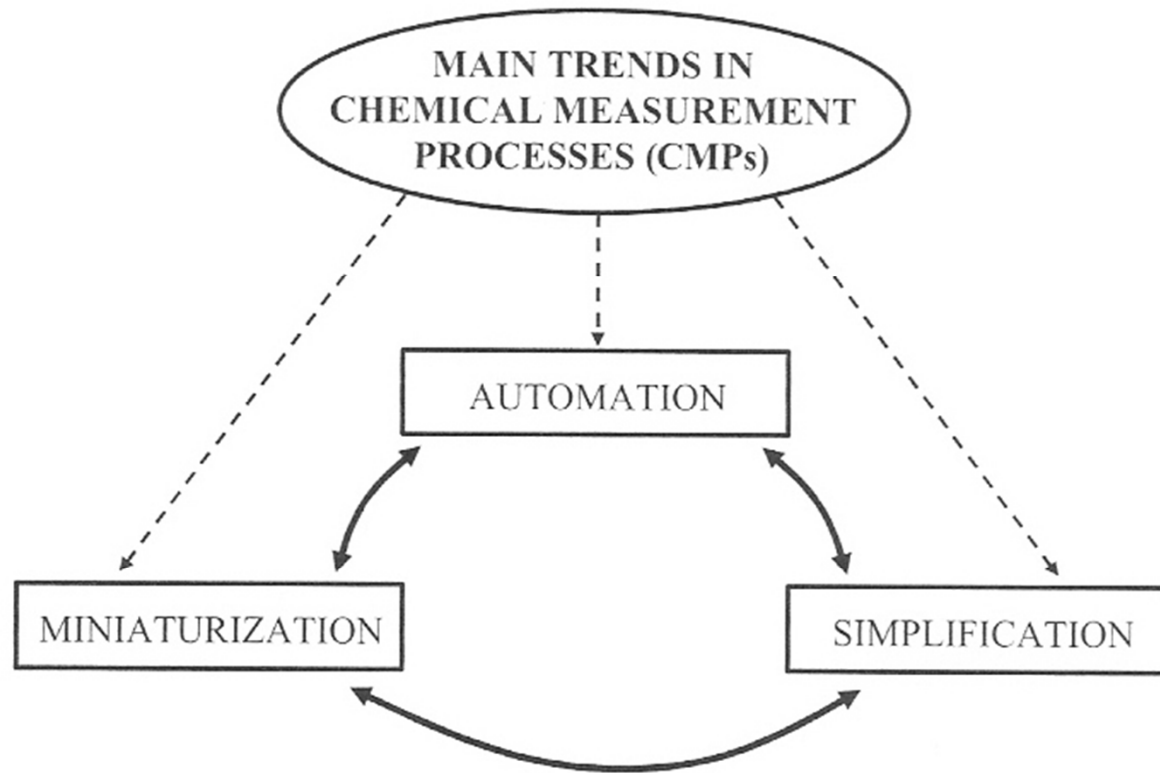 MAIN TRENDS IN
CHEMICAL MEASUREMENT
PROCESSES (CMPs)
AUTOMATION
MINIATURIZATION
SIMPLIFICATION